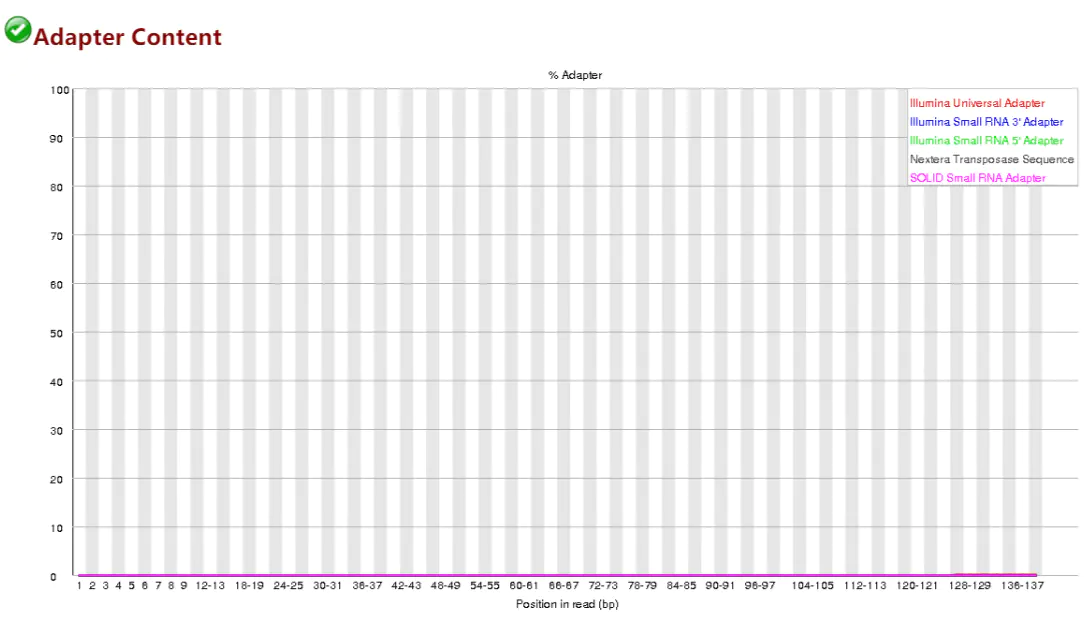 Adapter Content
% Adapter
100
90
80
70
60
50
40
30
20
10
0
Illumina Universal Adapter
Illumina Small RNA 3' Adapter
Illumina Small RNA 5' Adapter
Nextera Transposase Sequence
SOLID Small RNA Adapter
1 2 3 4 5 6 7 8 9 12-13 18-19 24-25 30-31 36-37 42-43 48-49 54-55 60-61 66-67 72-73 78-79 84-85 90-91 96-97 104-105 112-113 120-121 128-129 136-137
Position in read (bp)